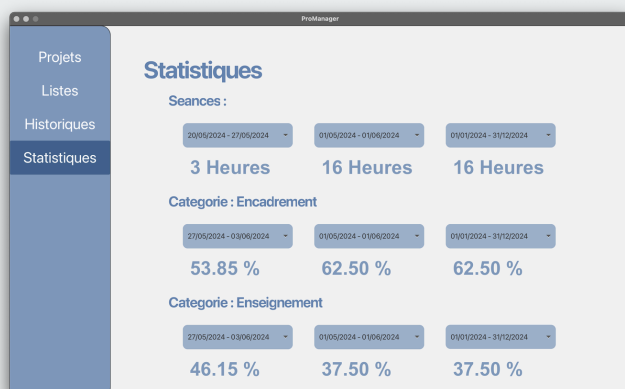 ProManager
Projets
Listes
Historiques
Statistiques
Statistiques
Seances :
20/05/2024 - 27/05/2024
01/05/2024 - 01/06/2024
01/01/2024 - 31/12/2024
3 Heures
16 Heures
16 Heures
Categorie : Encadrement
27/05/2024 - 03/06/2024
01/05/2024 - 01/06/2024
01/01/2024 - 31/12/2024
53.85 %
62.50 %
62.50 %
Categorie : Enseignement
27/05/2024 - 03/06/2024
01/05/2024 - 01/06/2024
01/01/2024 - 31/12/2024
46.15 %
37.50 %
37.50 %